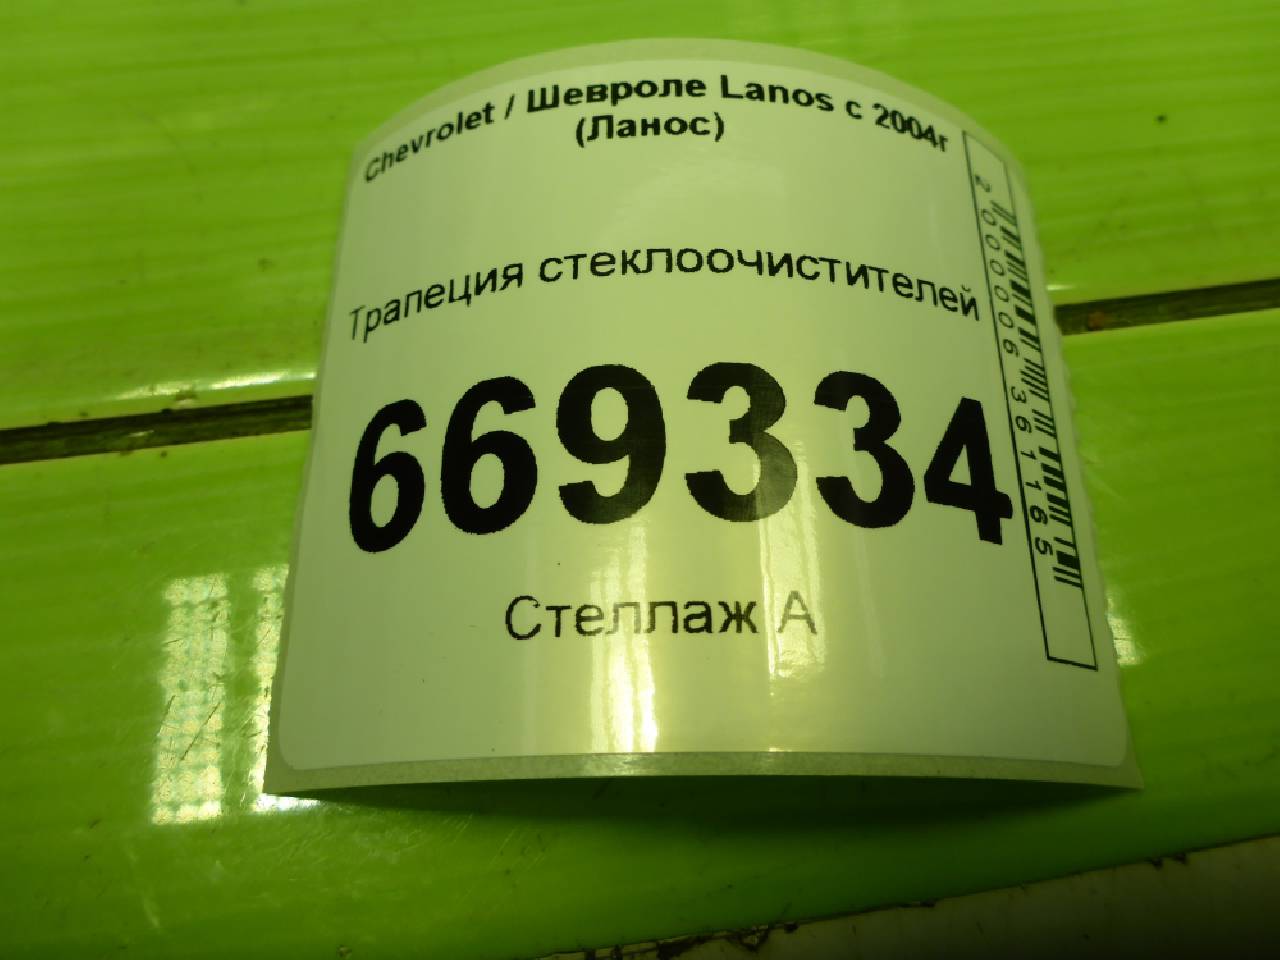 Chevrolet / Шевроле Lanos с 2004г
(Ланос)
Трапеция стеклоочистителей
669334
Стеллаж А
2000006361165